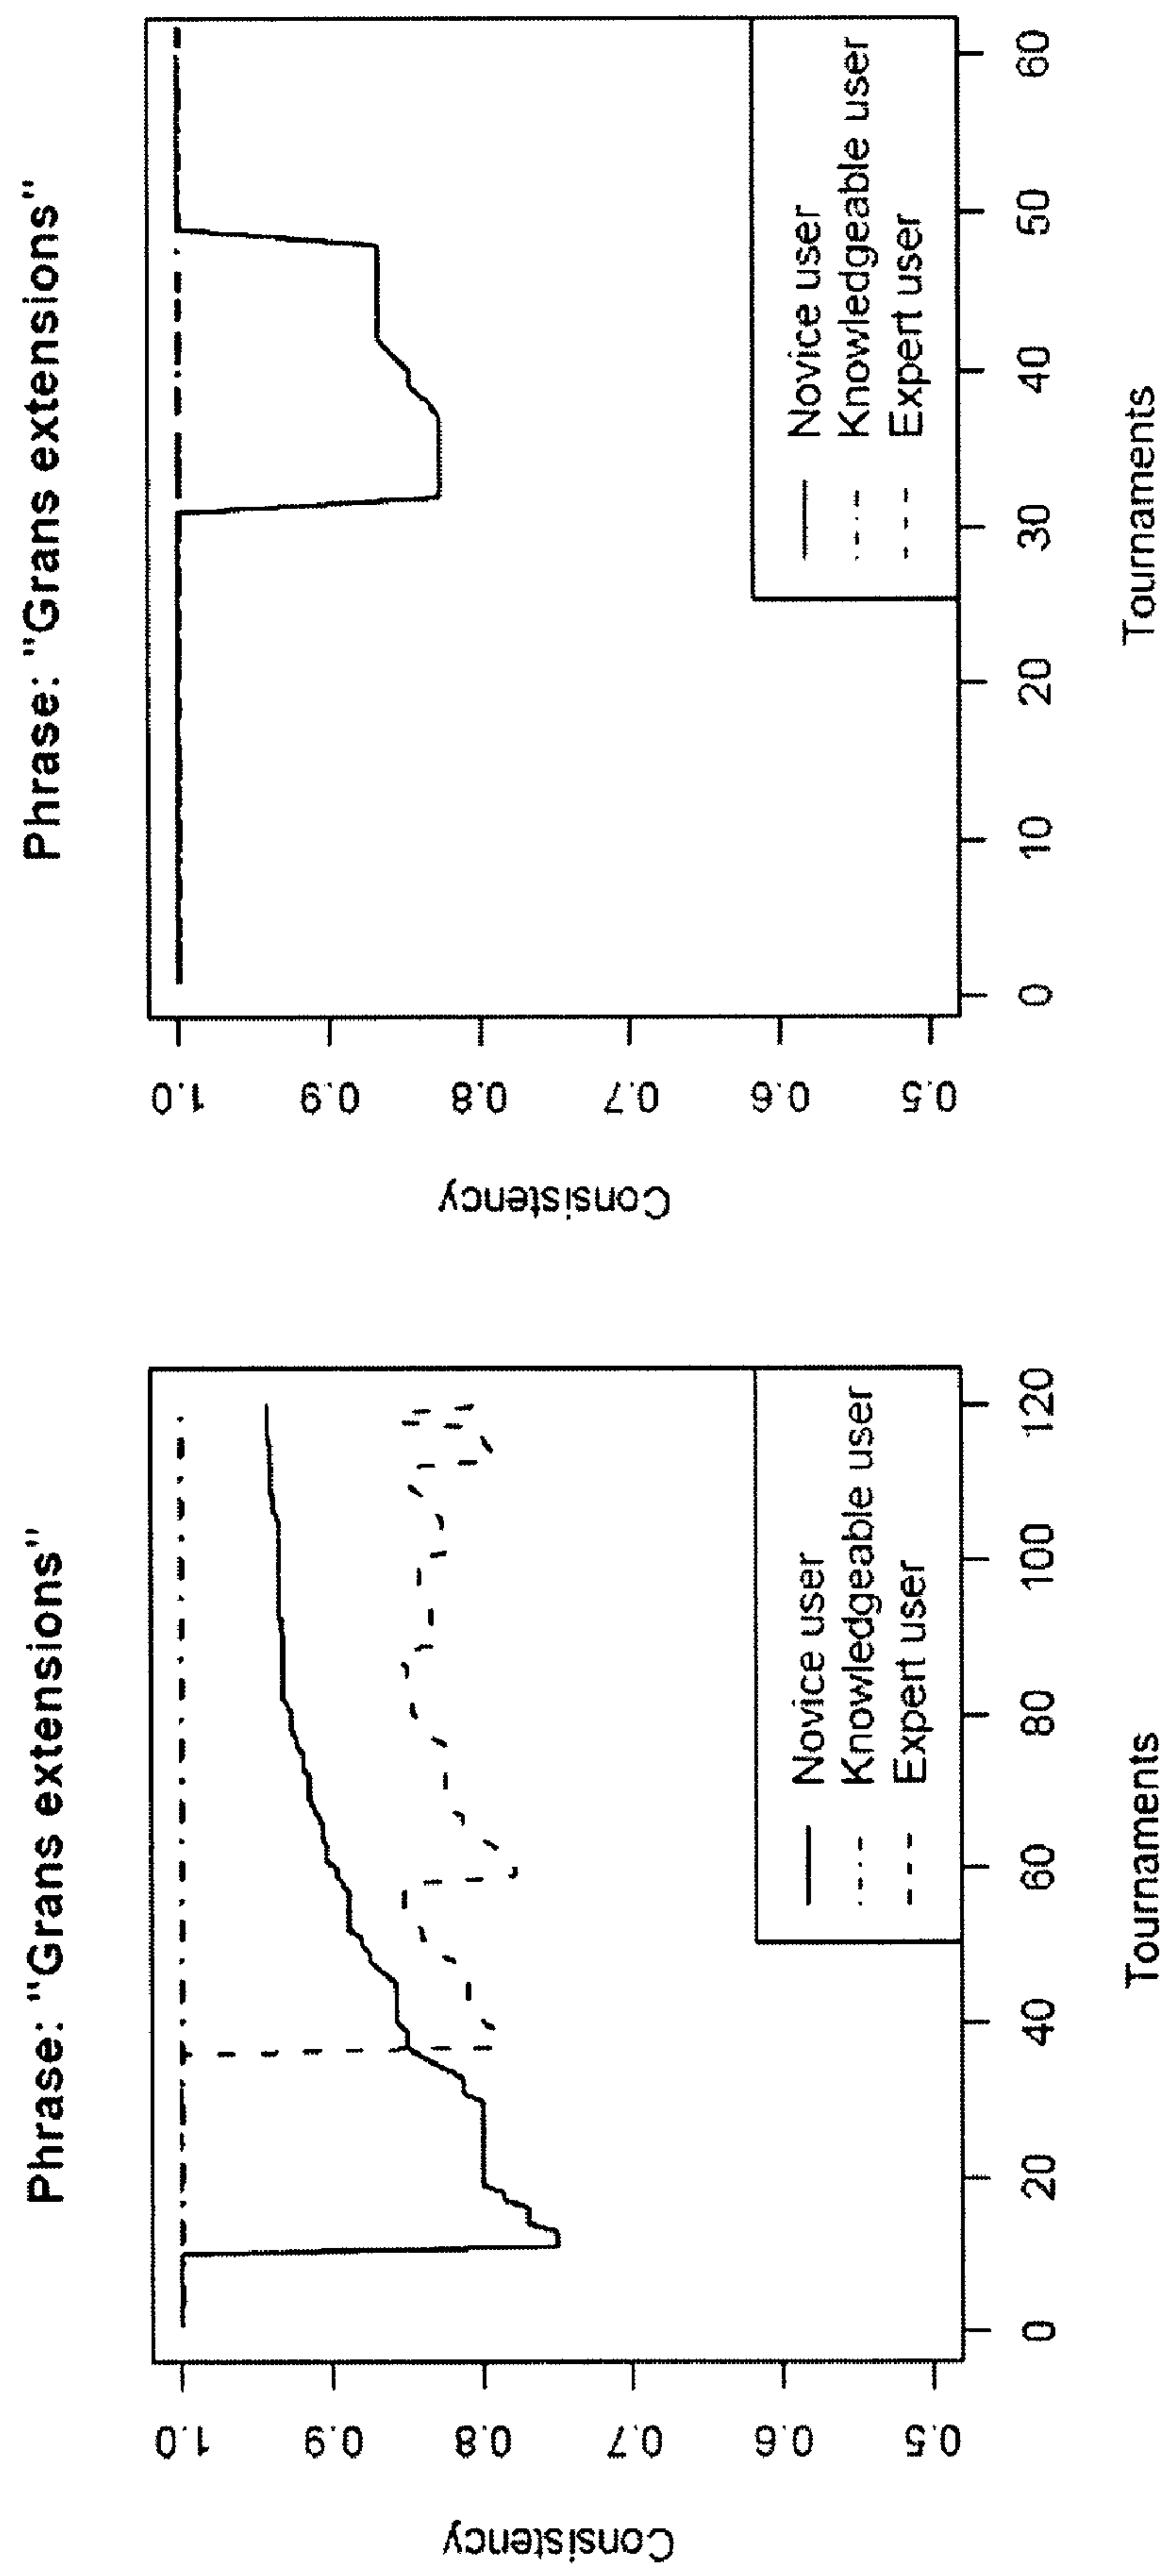 Phrase: "Grans extensions"
Consistency
1.0
0.9
0.8
0.7
0.6
0.5
Novice user
Knowledgeable user
Expert user
0
20
40
60
80
100
120
Tournaments
Phrase: "Grans extensions"
Consistency
1.0
0.9
0.8
0.7
0.6
0.5
Novice user
Knowledgeable user
Expert user
0
10
20
30
40
50
60
Tournaments